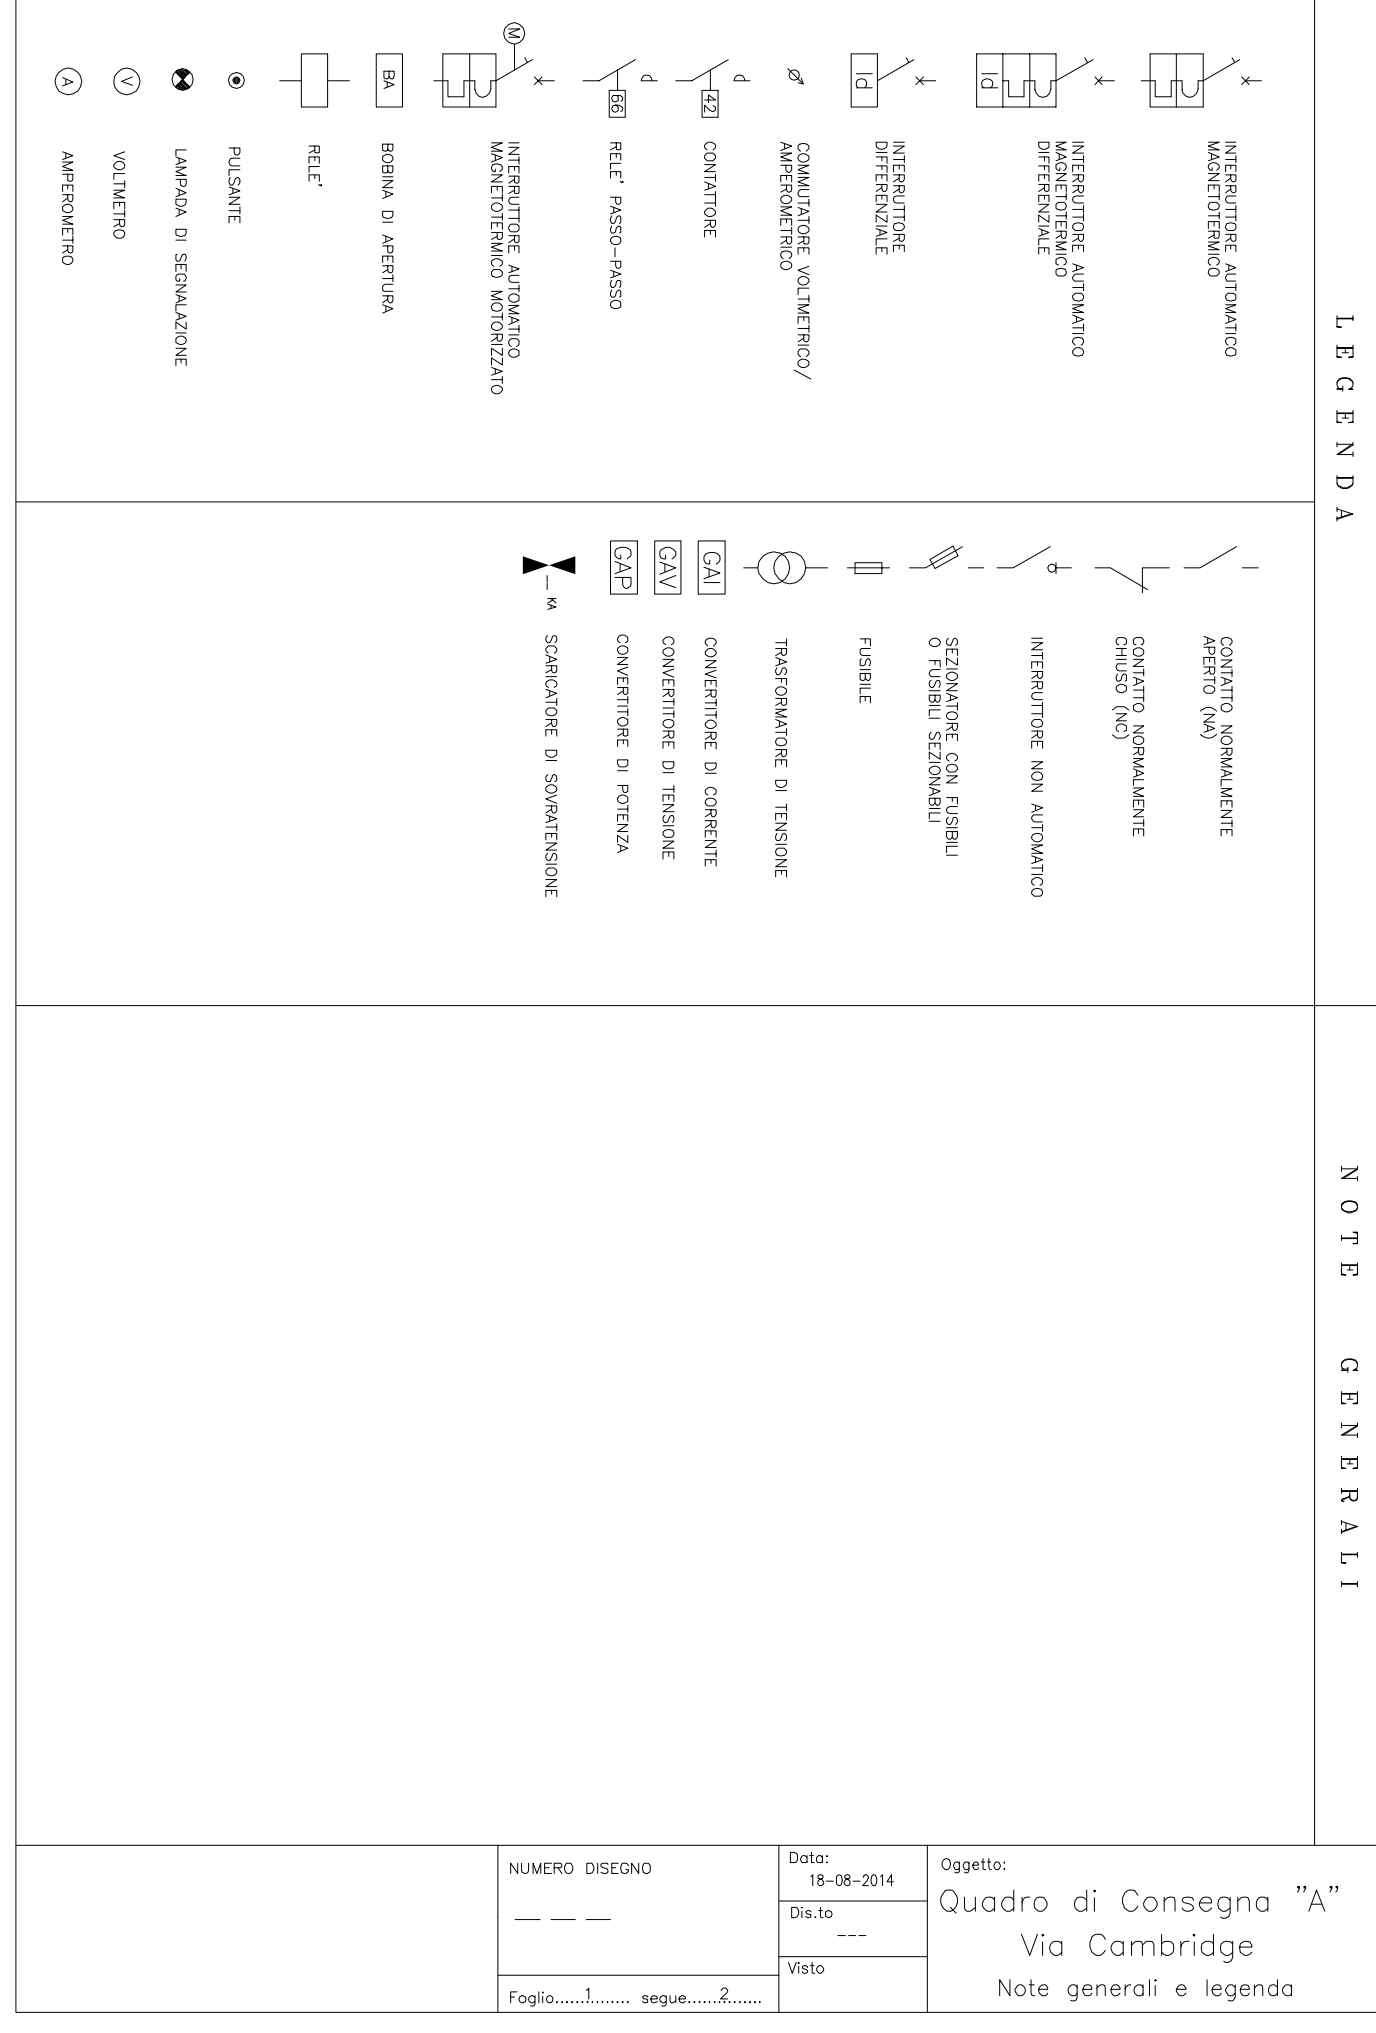 L E G E N D A
INTERRUTTORE AUTOMATICO
MAGNETOTERMICO
Id
INTERRUTTORE AUTOMATICO
MAGNETOTERMICO
DIFFERENZIALE
Id
INTERRUTTORE
DIFFERENZIALE
COMMUTATORE VOLTMETRICO/
AMPEROMETRICO
42
CONTATTORE
66
RELE' PASSO-PASSO
M
INTERRUTTORE AUTOMATICO
MAGNETOTERMICO MOTORIZZATO
BA
BOBINA DI APERTURA
RELE'
PULSANTE
LAMPADA DI SEGNALAZIONE
V
VOLTMETRO
A
AMPEROMETRO
CONTATTO NORMALMENTE
APERTO (NA)
CONTATTO NORMALMENTE
CHIUSO (NC)
INTERRUTTORE NON AUTOMATICO
SEZIONATORE CON FUSIBILI
O FUSIBILI SEZIONABILI
FUSIBILE
TRASFORMATORE DI TENSIONE
GAI
CONVERTITORE DI CORRENTE
GAV
CONVERTITORE DI TENSIONE
GAP
CONVERTITORE DI POTENZA
-- KA
SCARICATORE DI SOVRATENSIONE
N O T E G E N E R A L I
NUMERO DISEGNO
— — —
Foglio.....1........ segue.....2.......
Data:
18-08-2014
Dis.to
---
Visto
Oggetto:
Quadro di Consegna "A"
Via Cambridge
Note generali e legenda